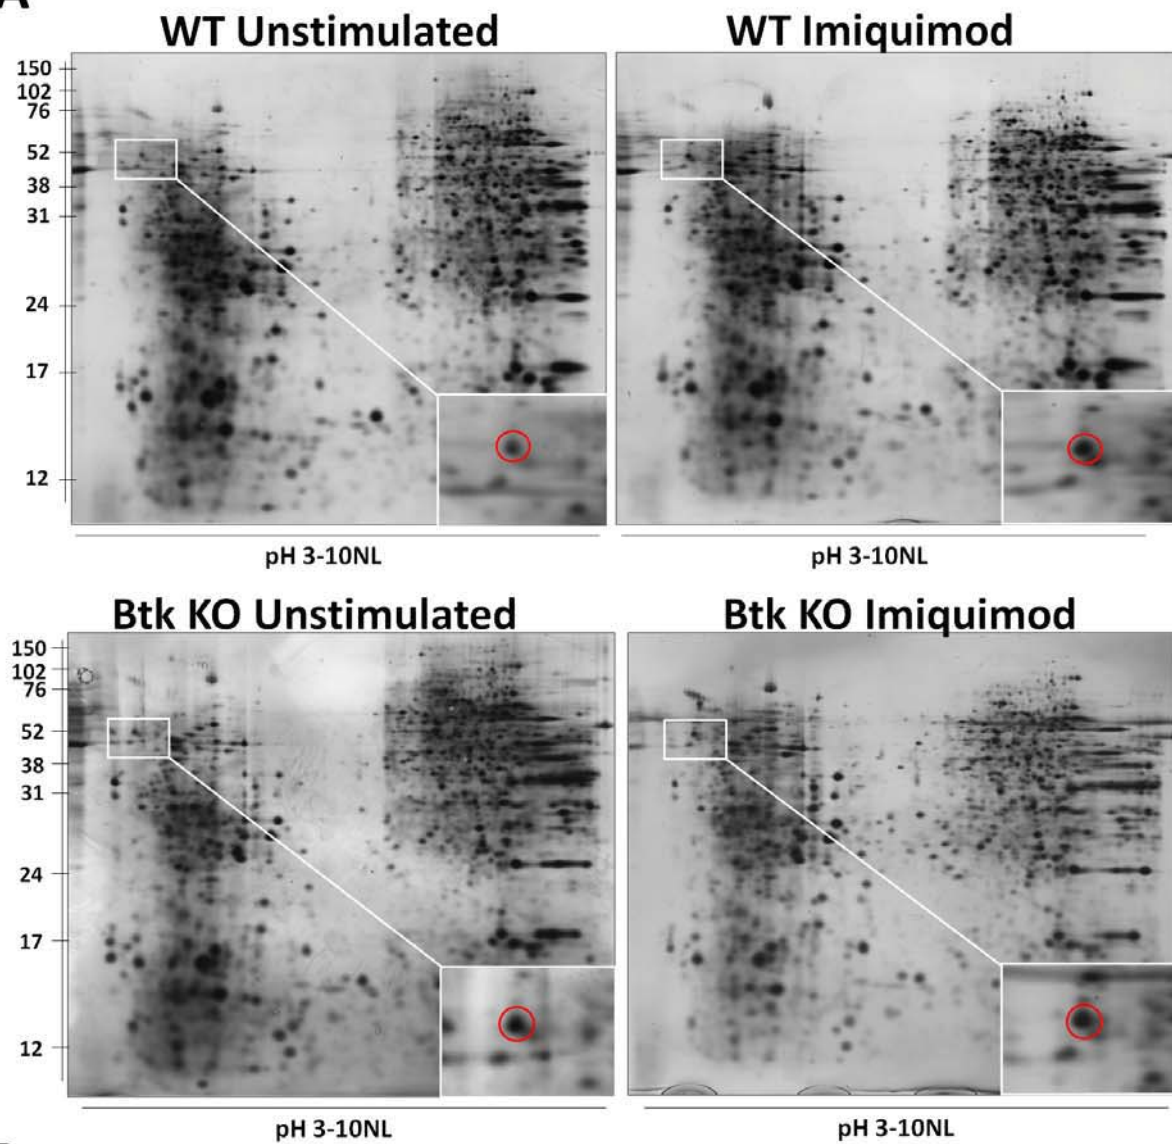 WT Unstimulated
WT Imiquimod
150
102
76
52
38
31
24
17
12
pH 3-10NL
pH 3-10NL
Btk KO Unstimulated
Btk KO Imiquimod
150
102
76
52
38
31
24
17
12
pH 3-10NL
pH 3-10NL